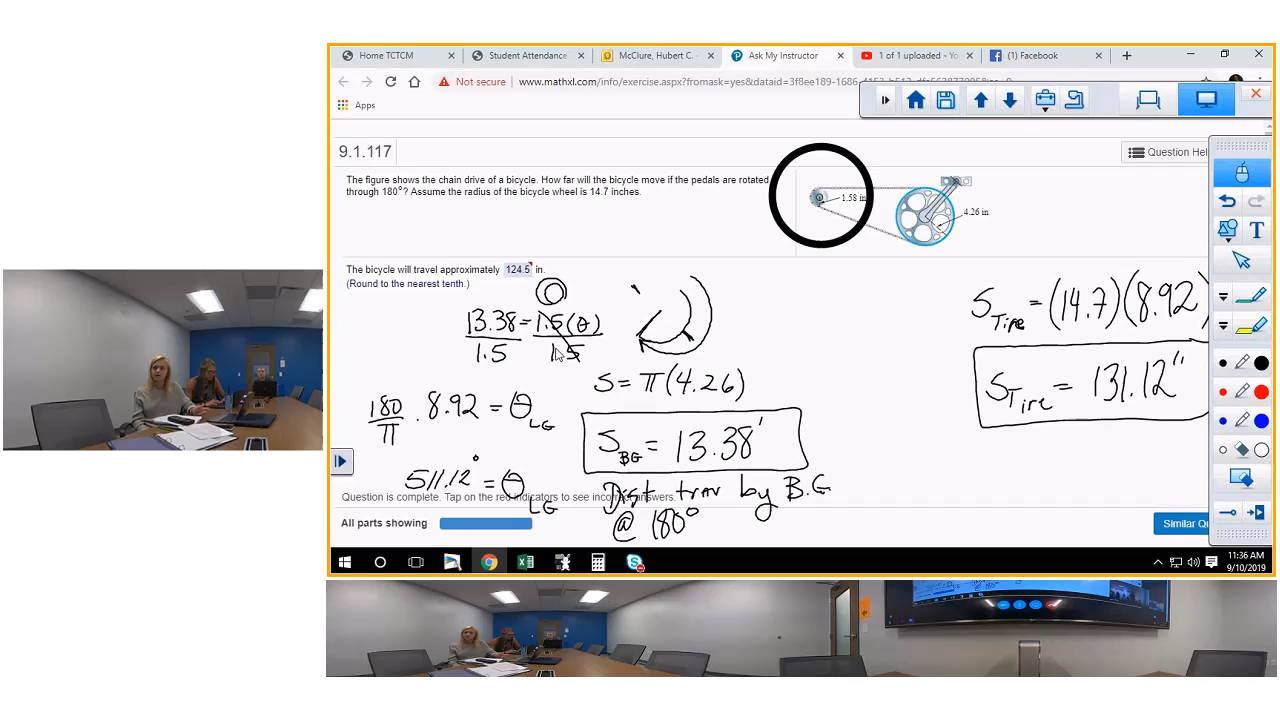 Home TCTCM
Student Attendance
McClure, Hubert C. -
Ask My Instructor
1 of 1 uploaded - Yo
(1) Facebook
Not secure
www.mathxl.com/info/exercise.aspx?fromask=yes&dataid=3f8ee189-1686-
Apps
9.1.117
Question Hel
The figure shows the chain drive of a bicycle. How far will the bicycle move if the pedals are rotated
through 180°? Assume the radius of the bicycle wheel is 14.7 inches.
1.58 in
4.26 in
The bicycle will travel approximately 124.5 in.
(Round to the nearest tenth.)
13.38 = 1.5(θ)
1.5 1.5
S = π(4.26)
180/π · 8.92 = θ LG
S BG = 13.38'
511.12° = θ LG
Dist trav by B.G
@ 180°
S Tire = (14.7)(8.92)
S Tire = 131.12"
Question is complete. Tap on the red indicators to see incorrect answers.
All parts showing
Similar Qu
T
11:36 AM
9/10/2019